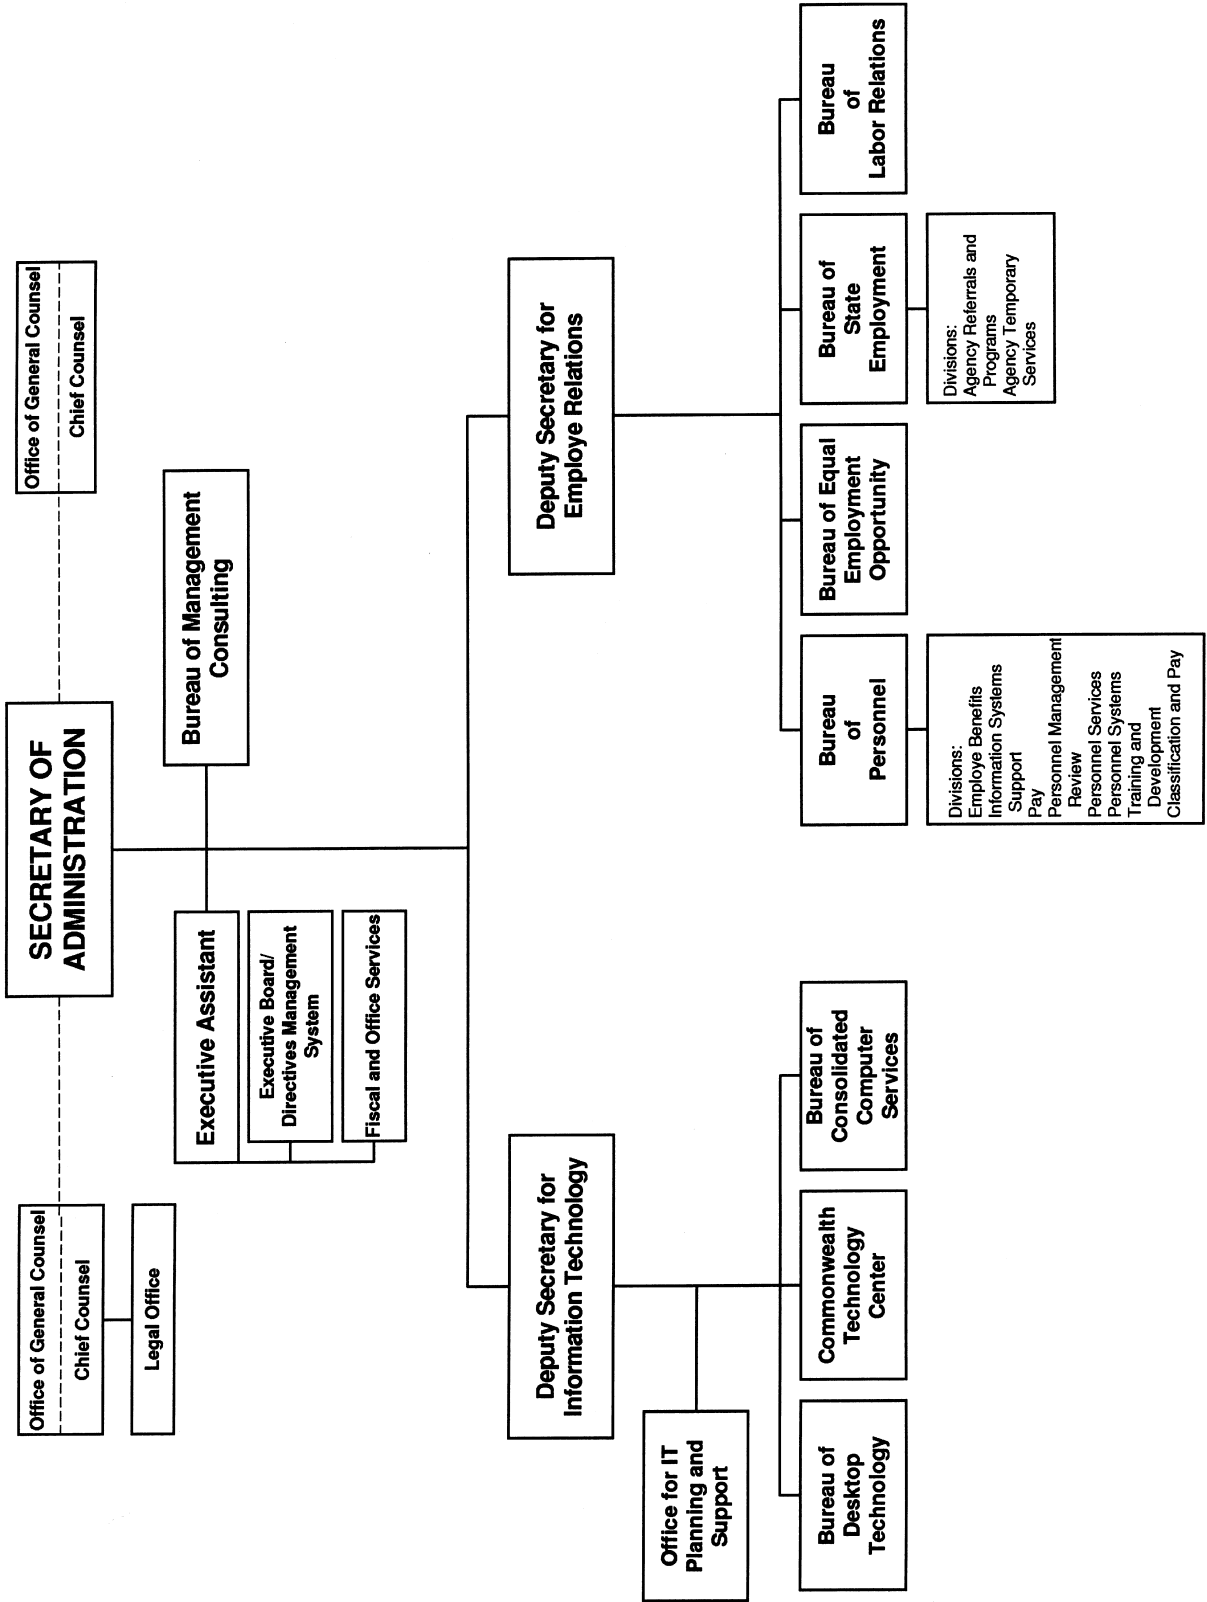 SECRETARY OF
ADMINISTRATION
Office of General Counsel
Chief Counsel
Legal Office
Office of General Counsel
Chief Counsel
Executive Assistant
Executive Board/
Directives Management
System
Fiscal and Office Services
Bureau of Management
Consulting
Deputy Secretary for
Information Technology
Office for IT
Planning and
Support
Bureau of
Desktop
Technology
Commonwealth
Technology
Center
Bureau of
Consolidated
Computer
Services
Deputy Secretary for
Employe Relations
Bureau
of
Personnel
Divisions:
Employe Benefits
Information Systems
Support
Pay
Personnel Management
Review
Personnel Services
Personnel Systems
Training and
Development
Classification and Pay
Bureau of Equal
Employment
Opportunity
Bureau of
State
Employment
Divisions:
Agency Referrals and
Programs
Agency Temporary
Services
Bureau
of
Labor Relations